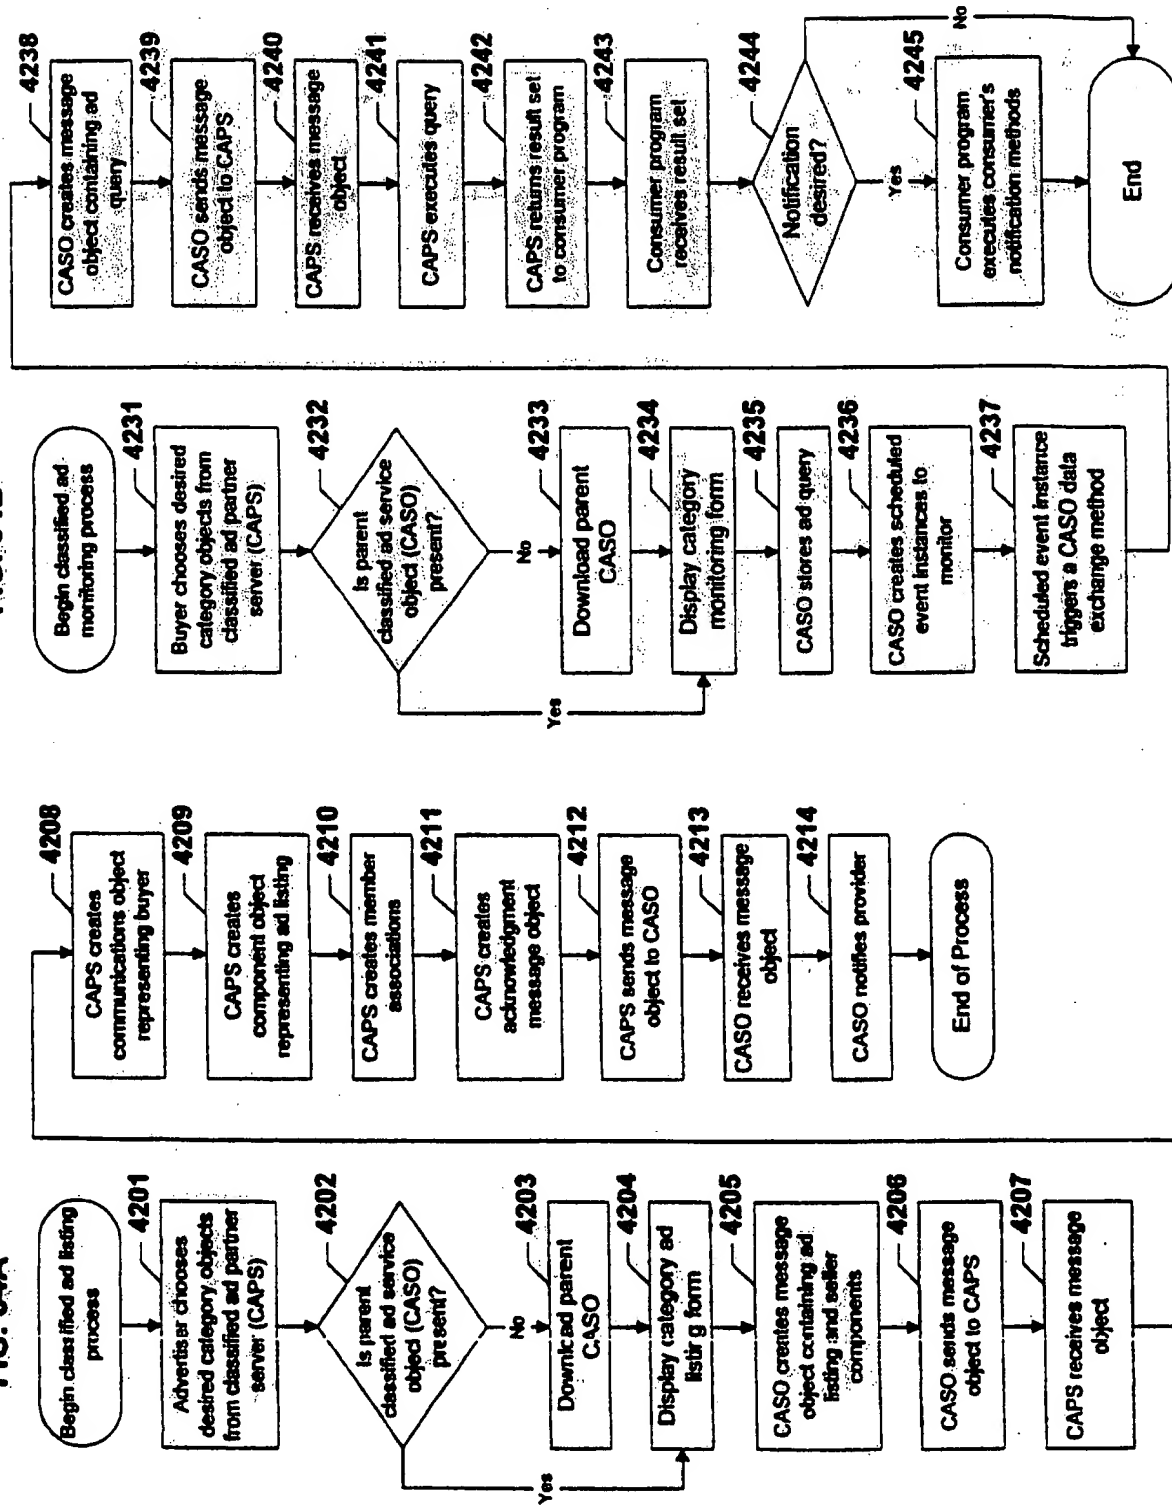 Begin classified ad listing
process
4201
Advertiser chooses
desired category objects
from classified ad partner
server (CAPS)
4202
Is parent
classified ad service
object (CASO)
present?
No
Yes
4203
Download parent
CASO
4204
Display category ad
listing form
4205
CASO creates message
object containing ad
listing and seller
components
4206
CASO sends message
object to CAPS
4207
CAPS receives message
object
4208
CAPS creates
communications object
representing buyer
4209
CAPS creates
component object
representing ad listing
4210
CAPS creates member
associations
4211
CAPS creates
acknowledgment
message object
4212
CAPS sends message
object to CASO
4213
CASO receives message
object
4214
CASO notifies provider
End of Process
Begin classified ad
monitoring process
4231
Buyer chooses desired
category objects from
classified ad partner
server (CAPS)
4232
Is parent
classified ad service
object (CASO)
present?
No
Yes
4233
Download parent
CASO
4234
Display category
monitoring form
4235
CASO stores ad query
4236
CASO creates scheduled
event instances to
monitor
4237
Scheduled event instance
triggers a CASO data
exchange method
4238
CASO creates message
object containing ad
query
4239
CASO sends message
object to CAPS
4240
CAPS receives message
object
4241
CAPS executes query
4242
CAPS returns result set
to consumer program
4243
Consumer program
receives result set
4244
Notification
desired?
No
Yes
4245
Consumer program
executes consumer's
notification methods
End